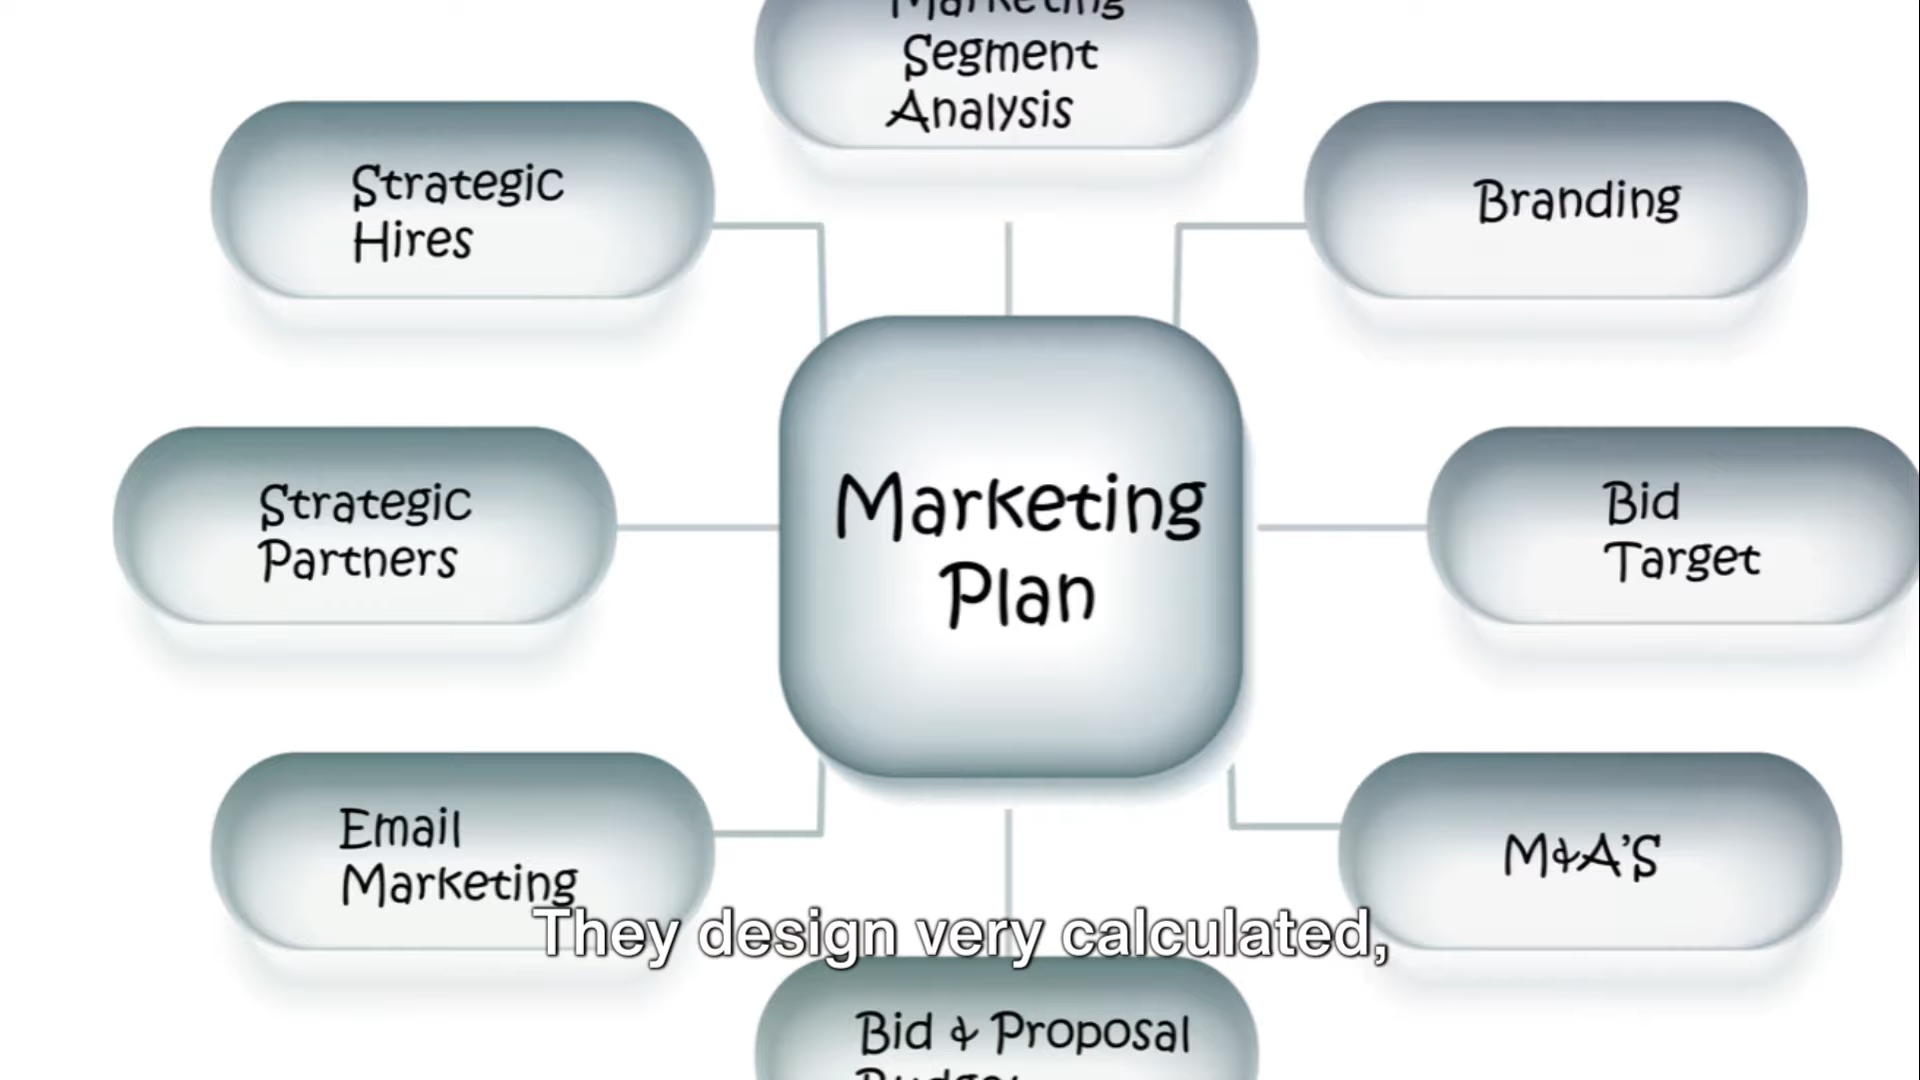 Marketing
Segment
Analysis
Strategic
Hires
Branding
Marketing
Plan
Strategic
Partners
Bid
Target
Email
Marketing
M&A'S
They design very calculated,
Bid & Proposal